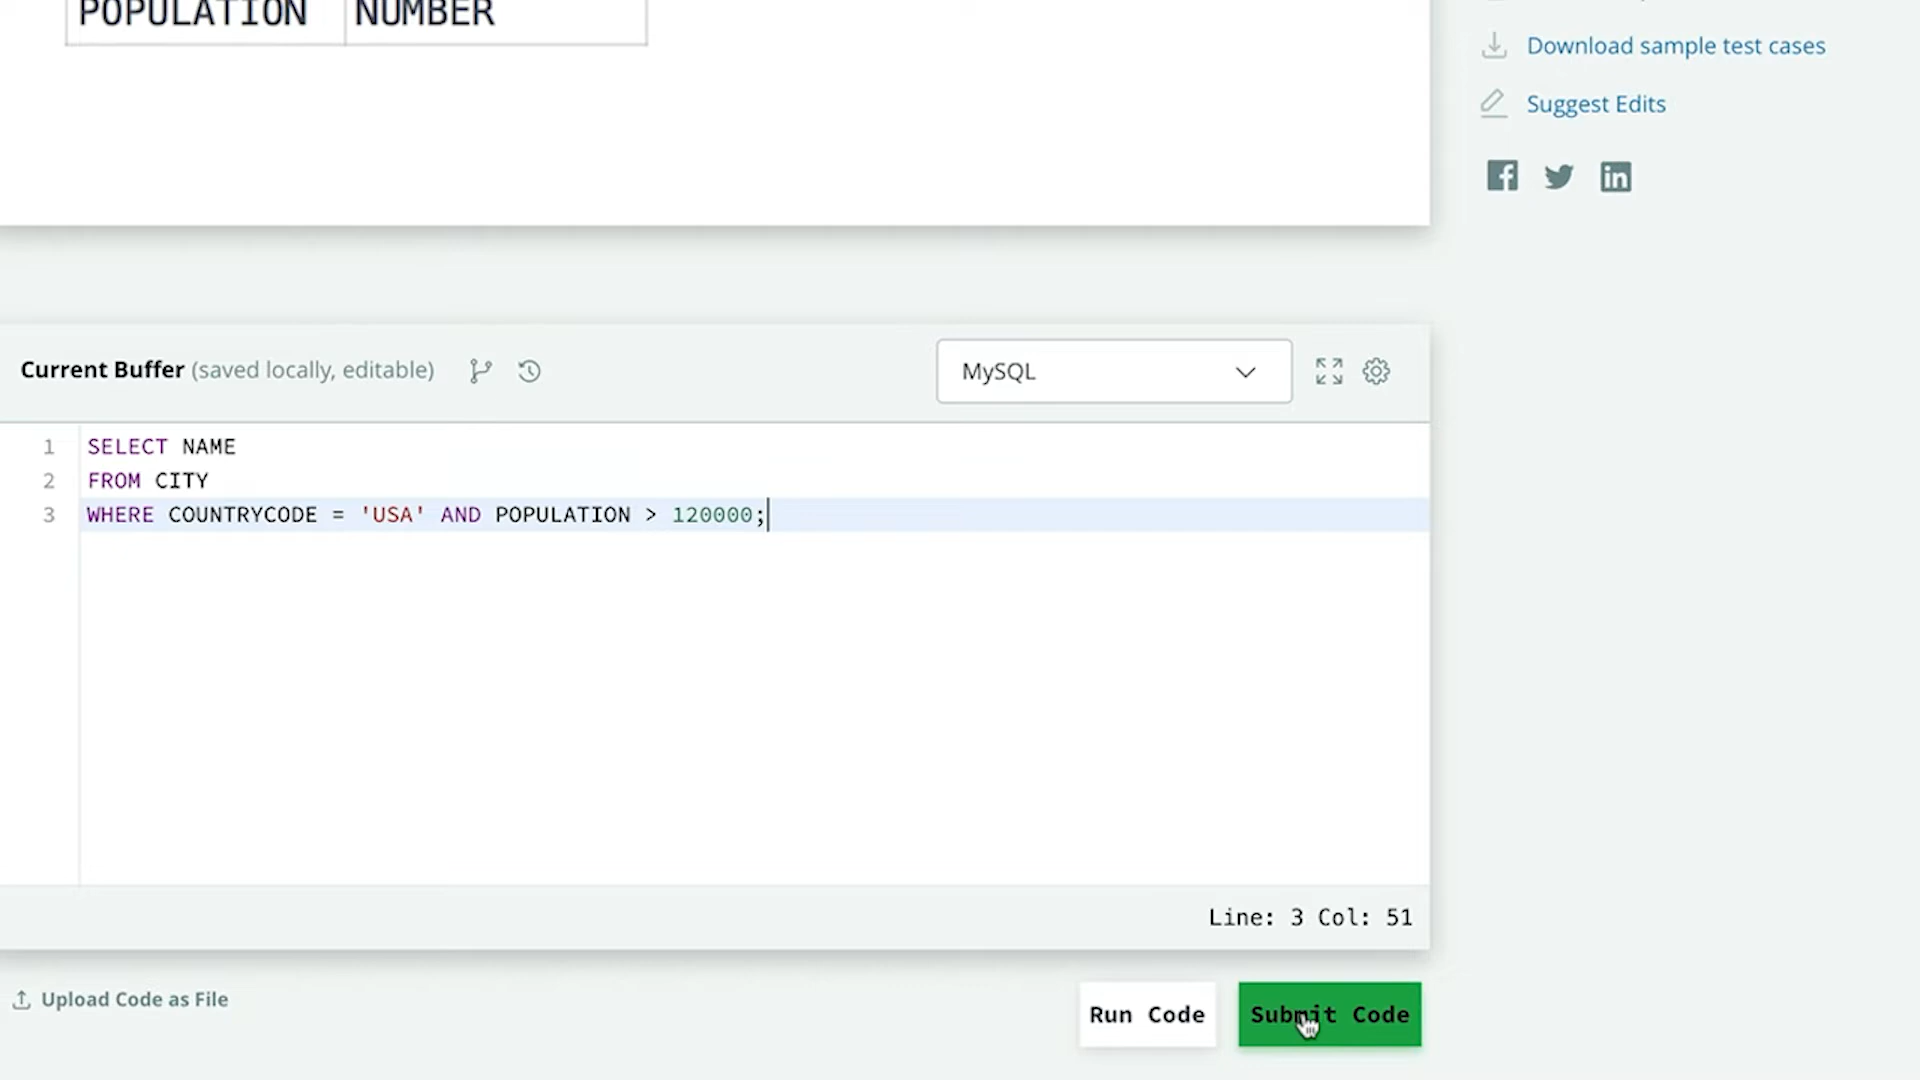 POPULATION NUMBER
Download sample test cases
Suggest Edits
Current Buffer (saved locally, editable)
MySQL
1 SELECT NAME
2 FROM CITY
3 WHERE COUNTRYCODE = 'USA' AND POPULATION > 120000;
Line: 3 Col: 51
Upload Code as File
Run Code
Submit Code